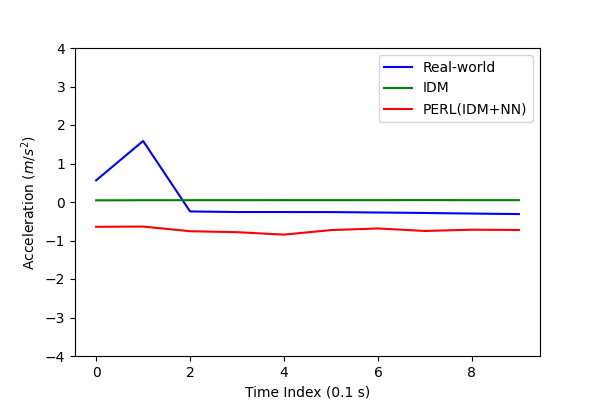 4
3
2
1
0
−1
−2
−3
−4
Acceleration (m/s²)
0 2 4 6 8
Time Index (0.1 s)
Real-world
IDM
PERL(IDM+NN)